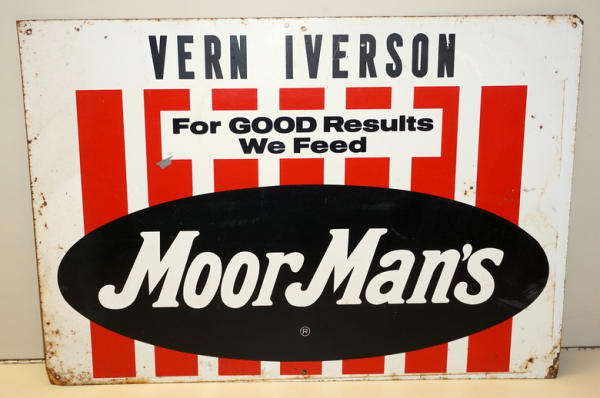 VERN IVERSON
For GOOD Results
We Feed
MoorMan's
®